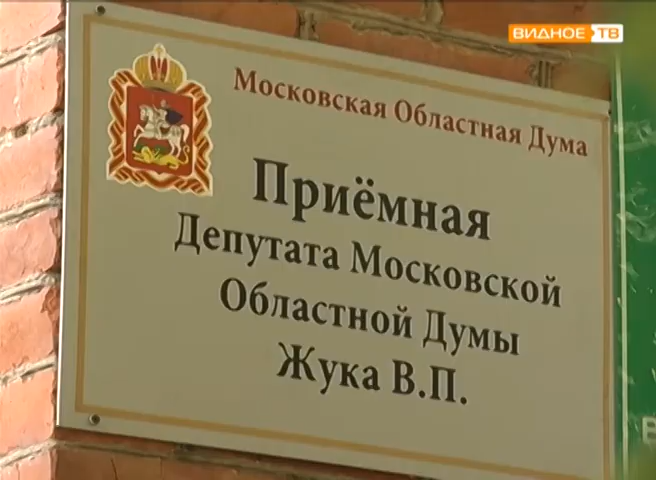 ВИДНОЕ ТВ
Московская Областная Дума
Приёмная
Депутата Московской
Областной Думы
Жука В.П.